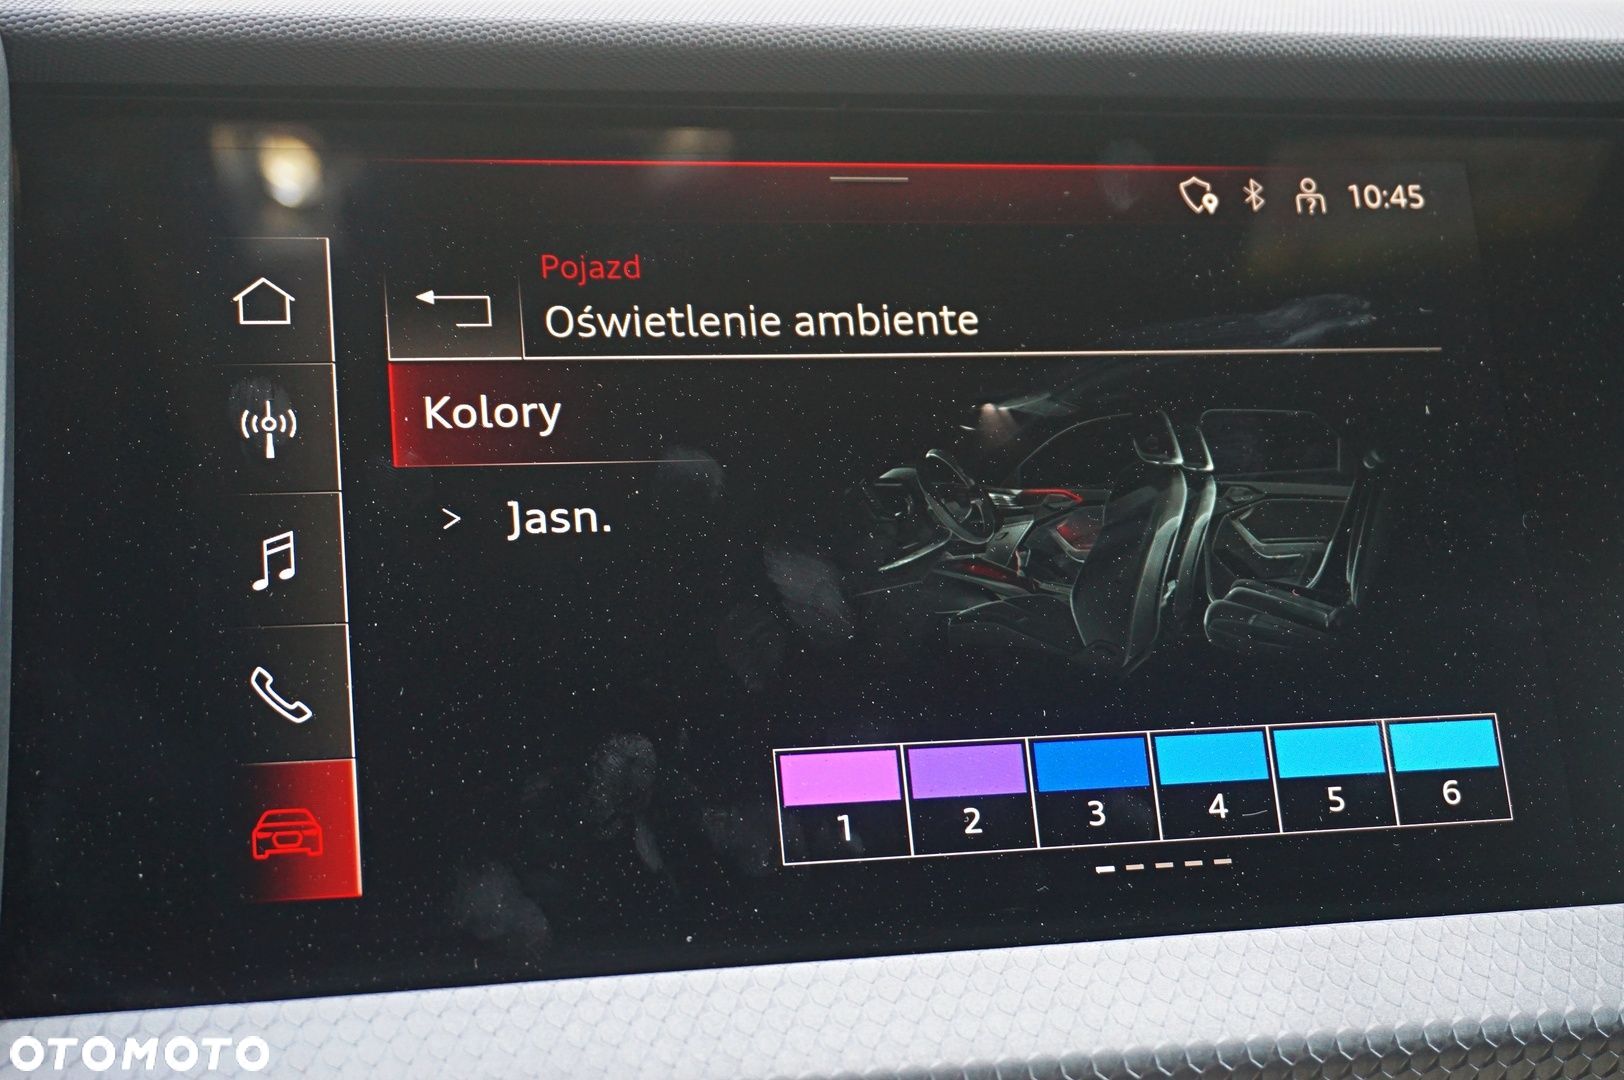 10:45
Pojazd
Oświetlenie ambiente
Kolory
> Jasn.
1 2 3 4 5 6
OTOMOTO